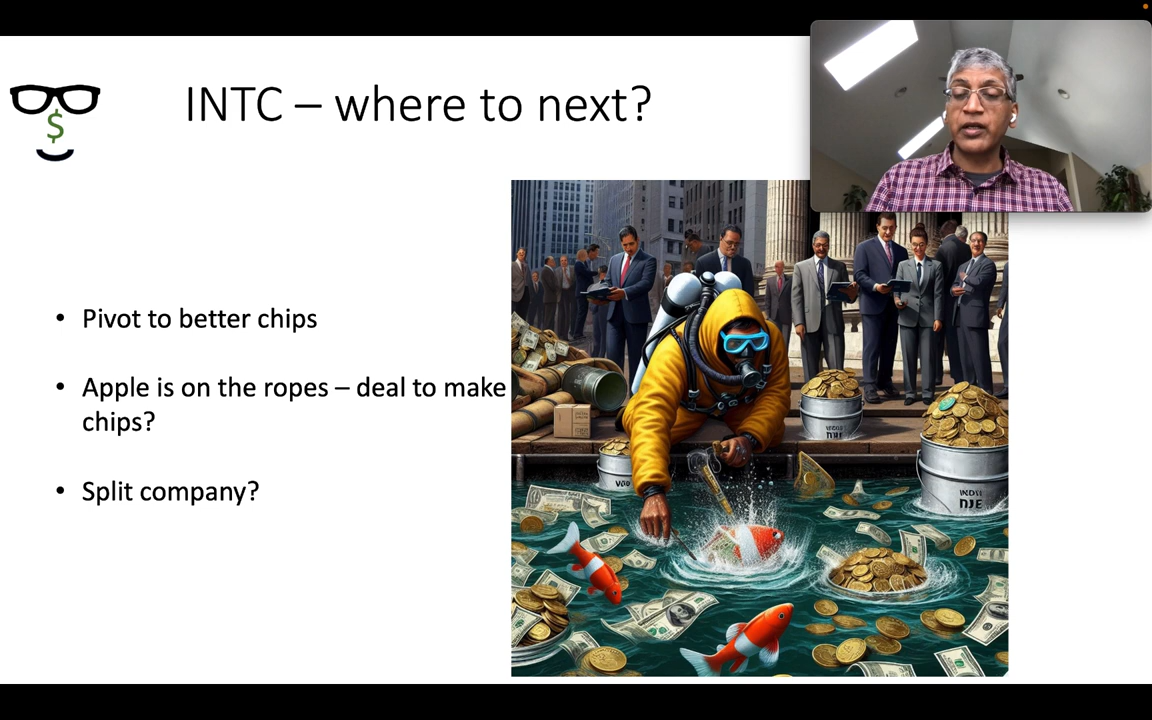 INTC – where to next?
$
• Pivot to better chips
• Apple is on the ropes – deal to make
chips?
• Split company?